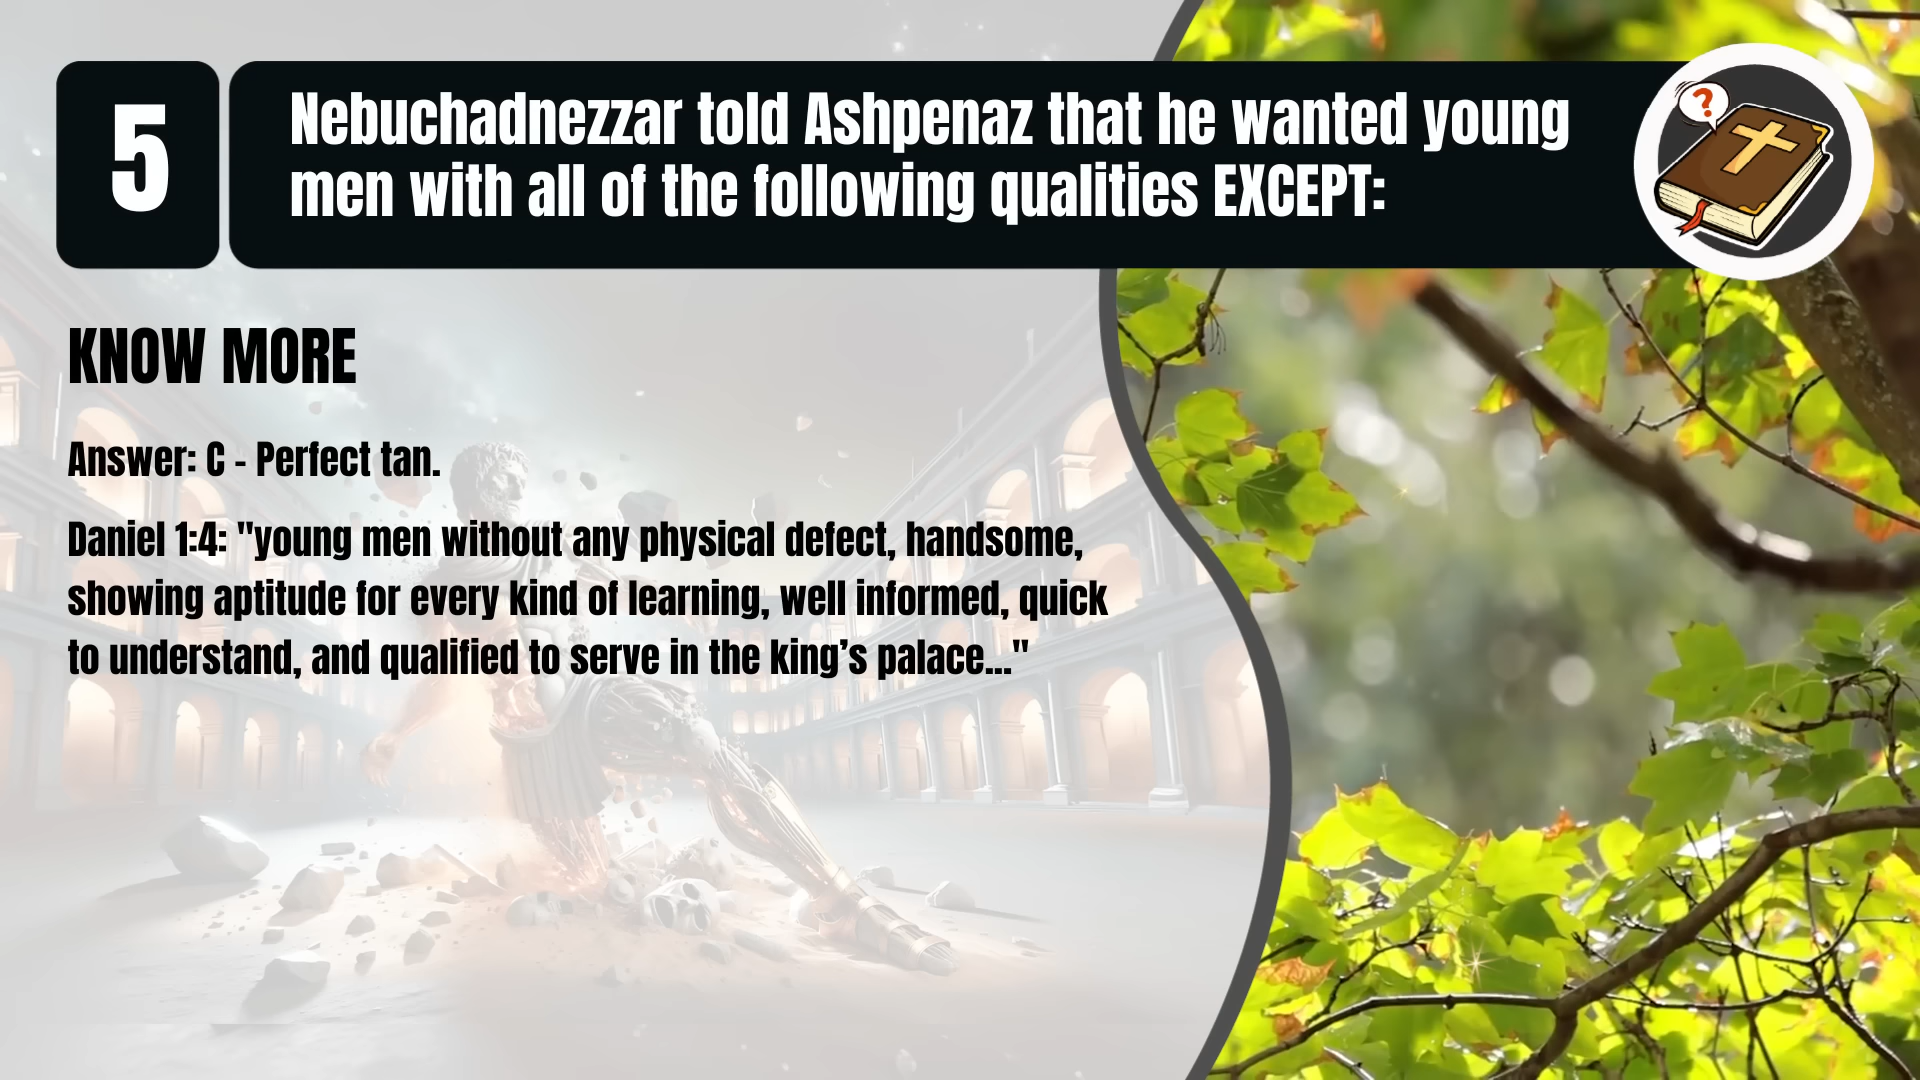 5
Nebuchadnezzar told Ashpenaz that he wanted young
men with all of the following qualities EXCEPT:
?
KNOW MORE
Answer: C - Perfect tan.
Daniel 1:4: "young men without any physical defect, handsome,
showing aptitude for every kind of learning, well informed, quick
to understand, and qualified to serve in the king’s palace..."